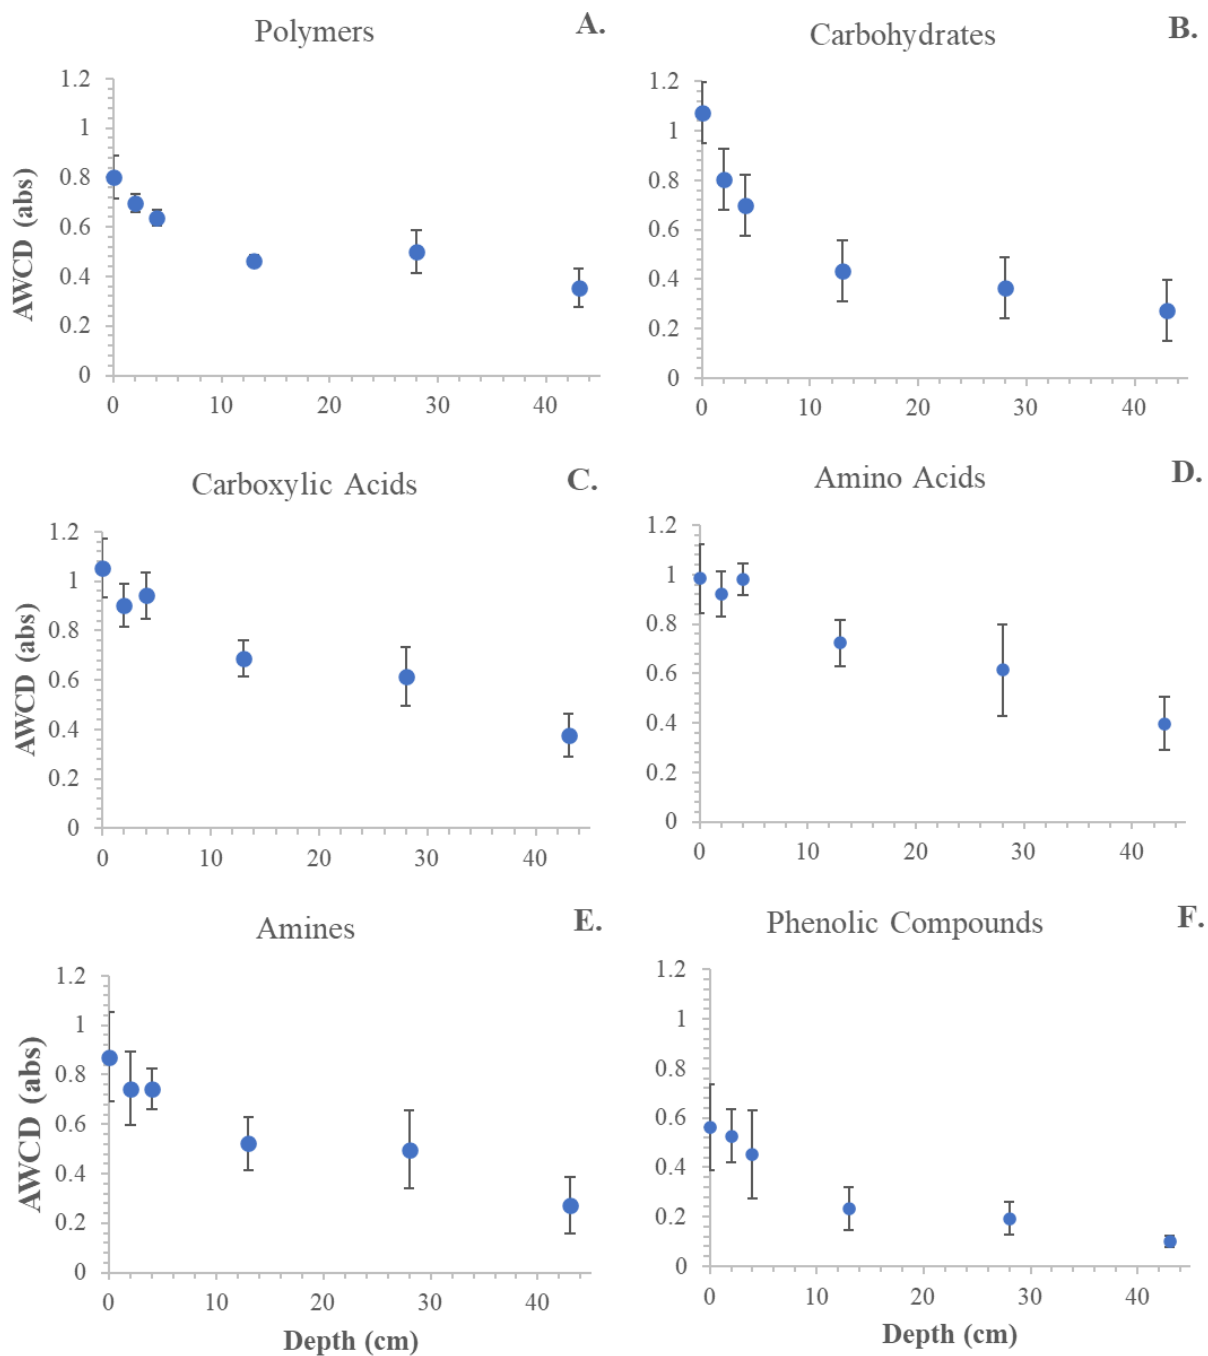 Polymers A.
1.2
1
0.8
0.6
0.4
0.2
0
AWCD (abs)
0 10 20 30 40
Carbohydrates B.
1.2
1
0.8
0.6
0.4
0.2
0
0 10 20 30 40
Carboxylic Acids C.
1.2
1
0.8
0.6
0.4
0.2
0
AWCD (abs)
0 10 20 30 40
Amino Acids D.
1.2
1
0.8
0.6
0.4
0.2
0
0 10 20 30 40
Amines E.
1.2
1
0.8
0.6
0.4
0.2
0
AWCD (abs)
0 10 20 30 40
Depth (cm)
Phenolic Compounds F.
1.2
1
0.8
0.6
0.4
0.2
0
0 10 20 30 40
Depth (cm)